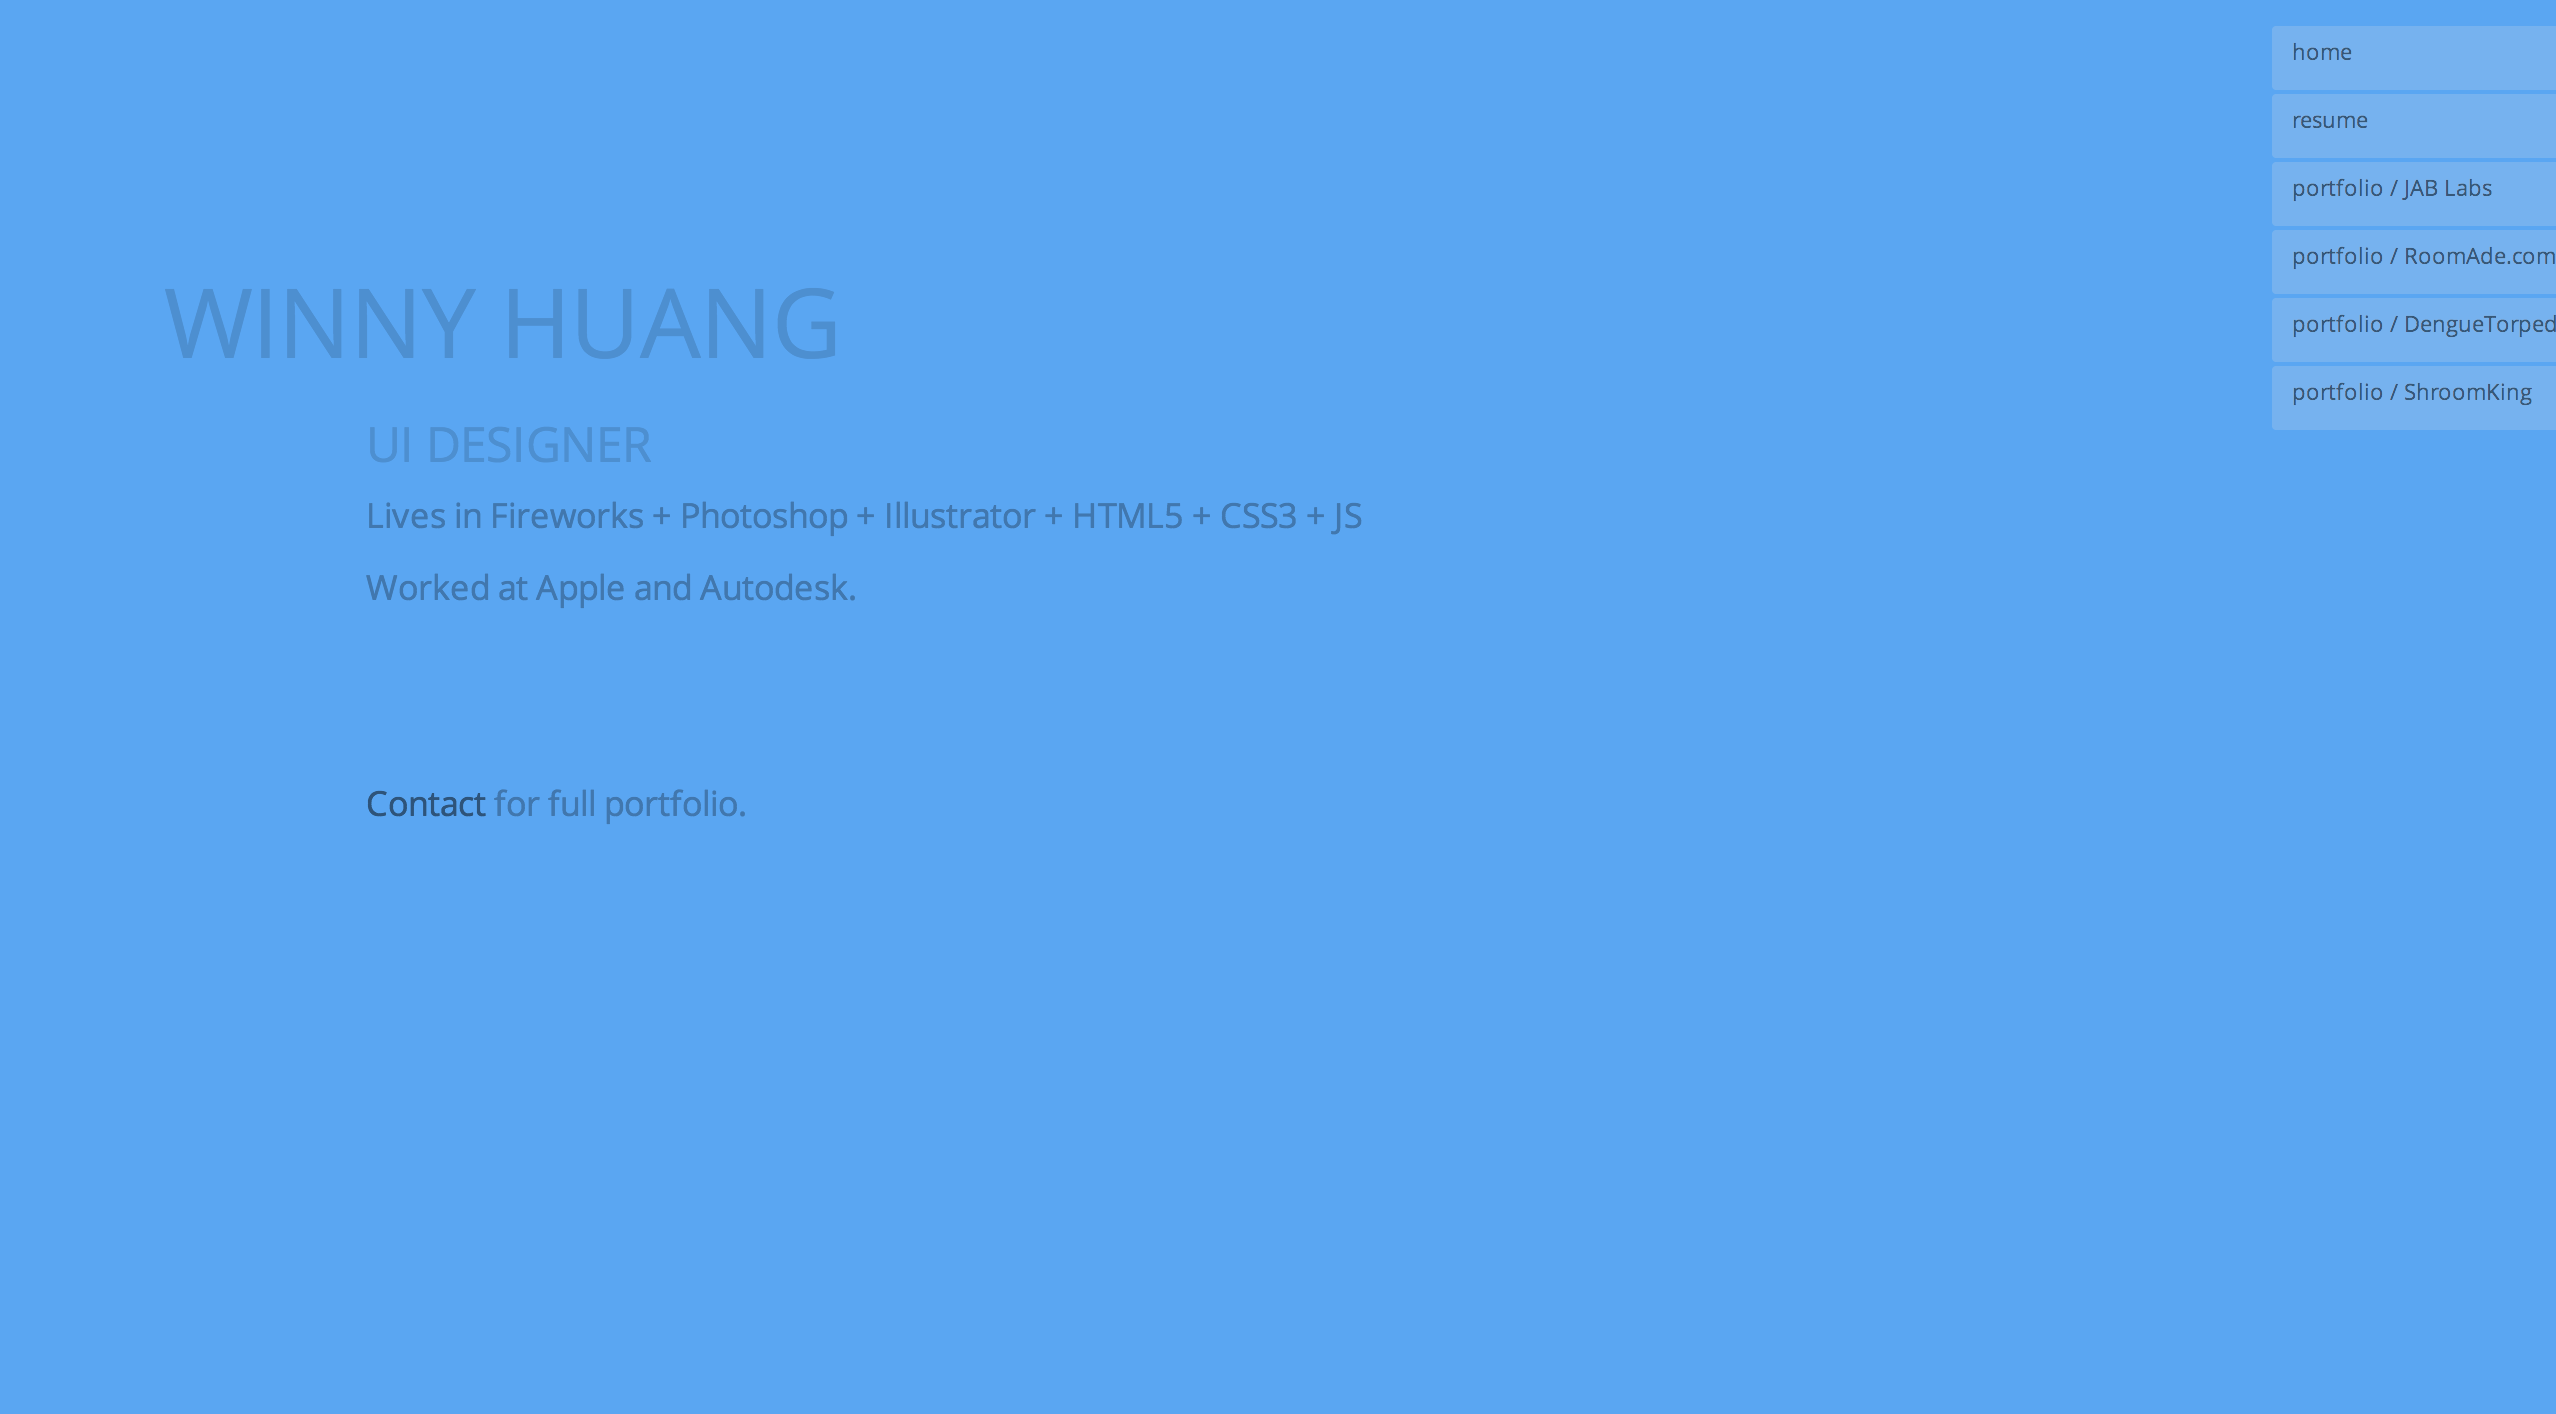 home
resume
portfolio / JAB Labs
portfolio / RoomAde.com
portfolio / DengueTorped
portfolio / ShroomKing
WINNY HUANG
UI DESIGNER
Lives in Fireworks + Photoshop + Illustrator + HTML5 + CSS3 + JS
Worked at Apple and Autodesk.
Contact for full portfolio.